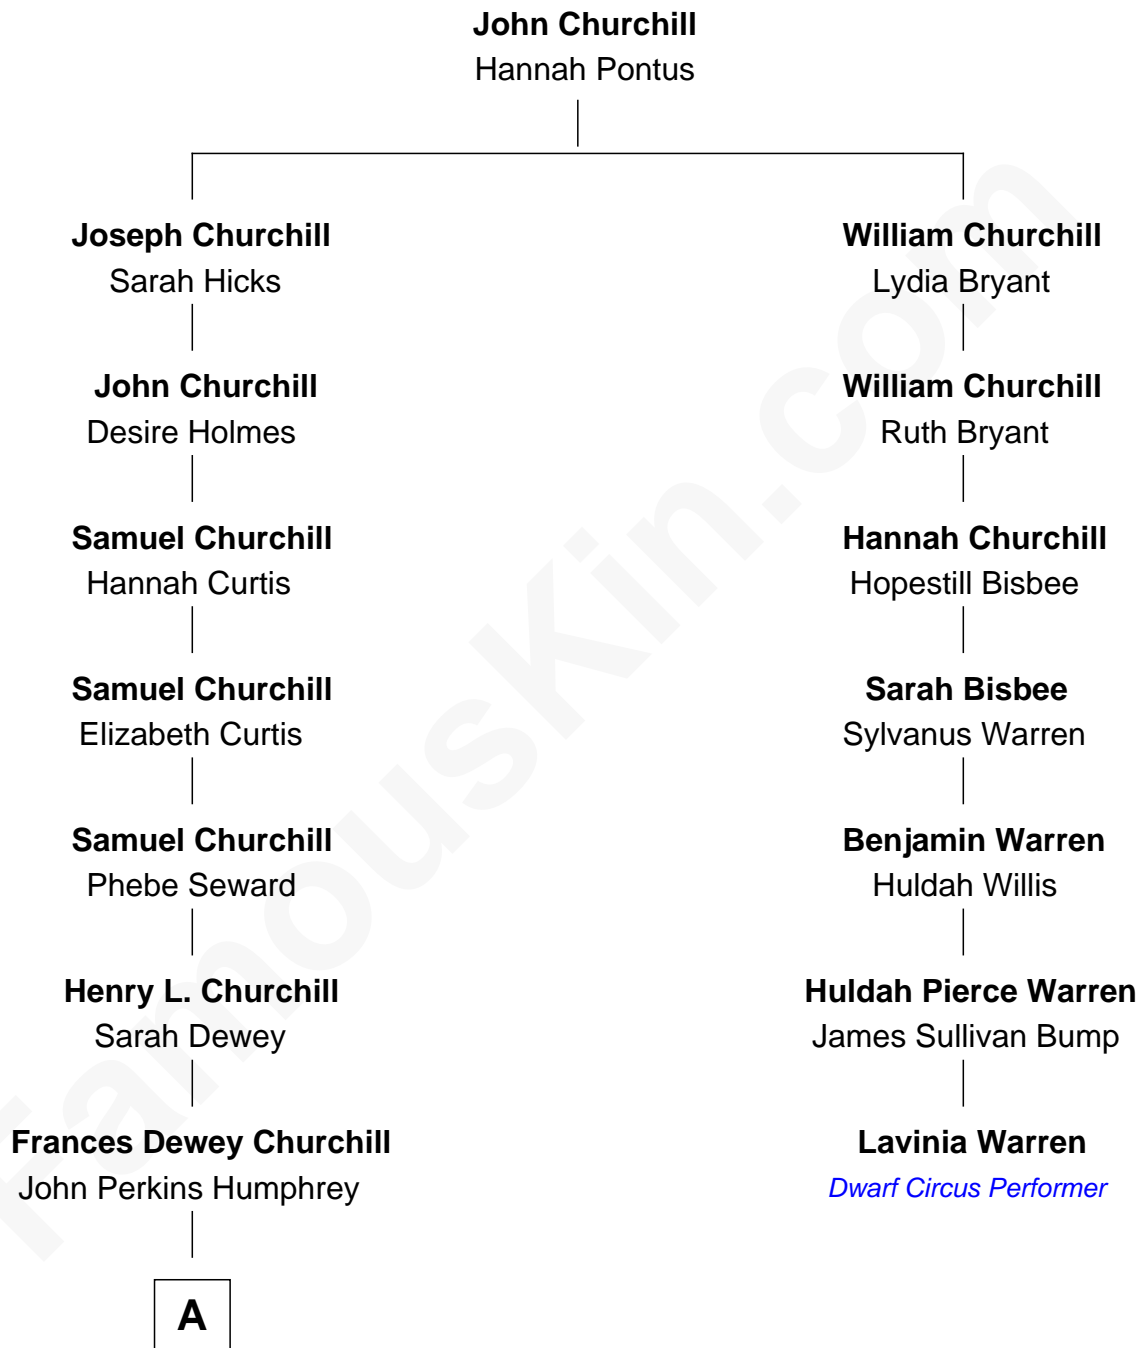 John Churchill
Hannah Pontus
Joseph Churchill
Sarah Hicks
William Churchill
Lydia Bryant
John Churchill
Desire Holmes
William Churchill
Ruth Bryant
Samuel Churchill
Hannah Curtis
Hannah Churchill
Hopestill Bisbee
Samuel Churchill
Elizabeth Curtis
Sarah Bisbee
Sylvanus Warren
Samuel Churchill
Phebe Seward
Benjamin Warren
Huldah Willis
Henry L. Churchill
Sarah Dewey
Huldah Pierce Warren
James Sullivan Bump
Frances Dewey Churchill
John Perkins Humphrey
Lavinia Warren
Dwarf Circus Performer
A
FamousKin.com